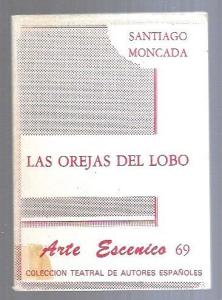 SANTIAGO
MONCADA
LAS OREJAS DEL LOBO
Arte Escenico 69
COLECCION TEATRAL DE AUTORES ESPAÑOLES